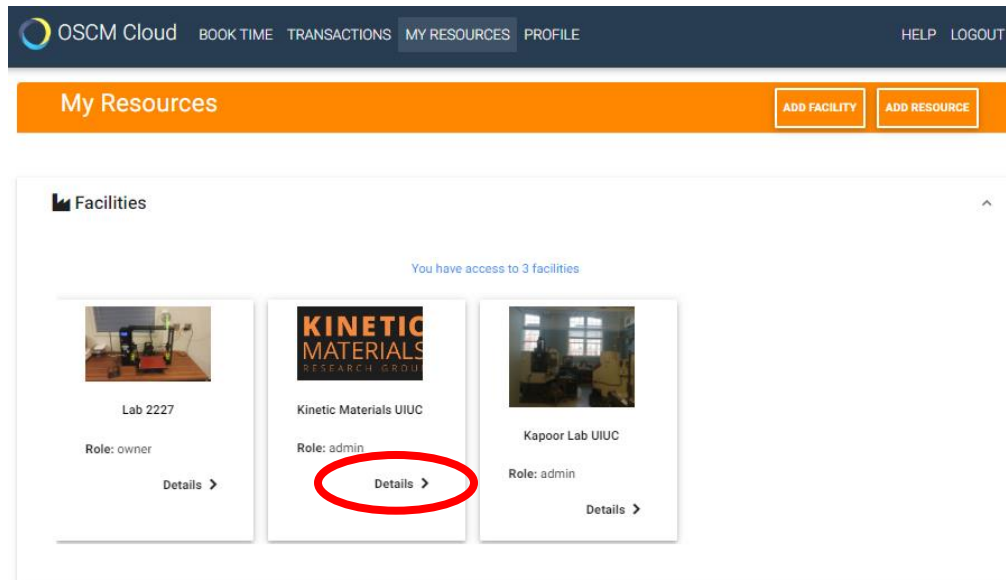 OSCM Cloud BOOK TIME TRANSACTIONS MY RESOURCES PROFILE HELP LOGOUT
My Resources ADD FACILITY ADD RESOURCE
Facilities
You have access to 3 facilities
KINETIC
MATERIALS
RESEARCH GROU
Lab 2227
Role: owner
Details
Kinetic Materials UIUC
Role: admin
Details
Kapoor Lab UIUC
Role: admin
Details